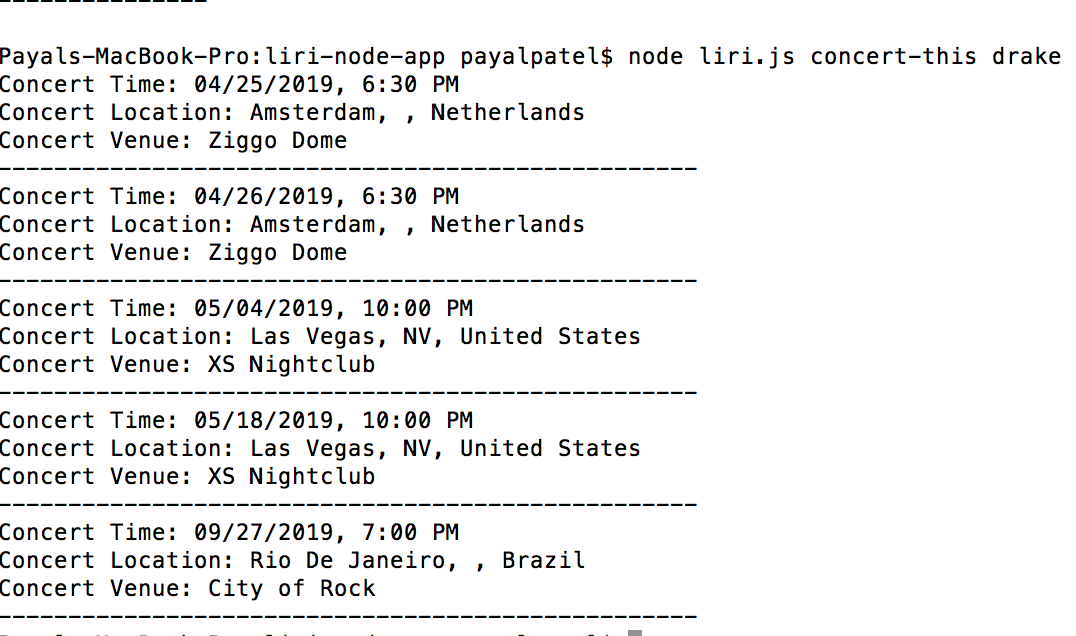 Payals-MacBook-Pro:liri-node-app payalpatel$ node liri.js concert-this drake
Concert Time: 04/25/2019, 6:30 PM
Concert Location: Amsterdam, , Netherlands
Concert Venue: Ziggo Dome
--------------------------------------------------
Concert Time: 04/26/2019, 6:30 PM
Concert Location: Amsterdam, , Netherlands
Concert Venue: Ziggo Dome
--------------------------------------------------
Concert Time: 05/04/2019, 10:00 PM
Concert Location: Las Vegas, NV, United States
Concert Venue: XS Nightclub
--------------------------------------------------
Concert Time: 05/18/2019, 10:00 PM
Concert Location: Las Vegas, NV, United States
Concert Venue: XS Nightclub
--------------------------------------------------
Concert Time: 09/27/2019, 7:00 PM
Concert Location: Rio De Janeiro, , Brazil
Concert Venue: City of Rock
--------------------------------------------------